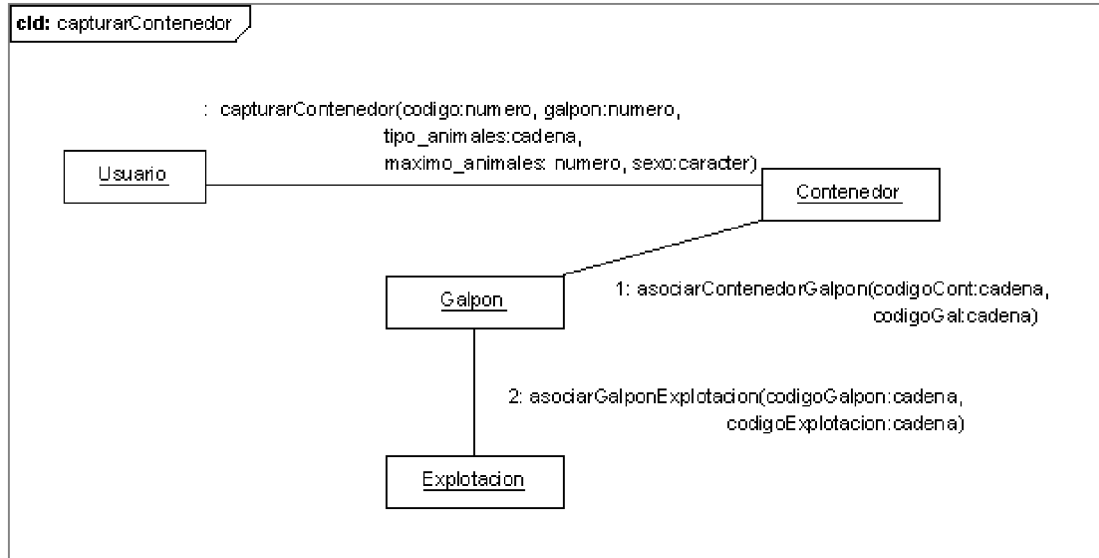 cld: capturarContenedor
: capturarContenedor(codigo:numero, galpon:numero,
tipo_animales:cadena,
maximo_animales: numero, sexo:caracter)
Usuario
Contenedor
Galpon
1: asociarContenedorGalpon(codigoCont:cadena,
codigoGal:cadena)
2: asociarGalponExplotacion(codigoGalpon:cadena,
codigoExplotacion:cadena)
Explotacion